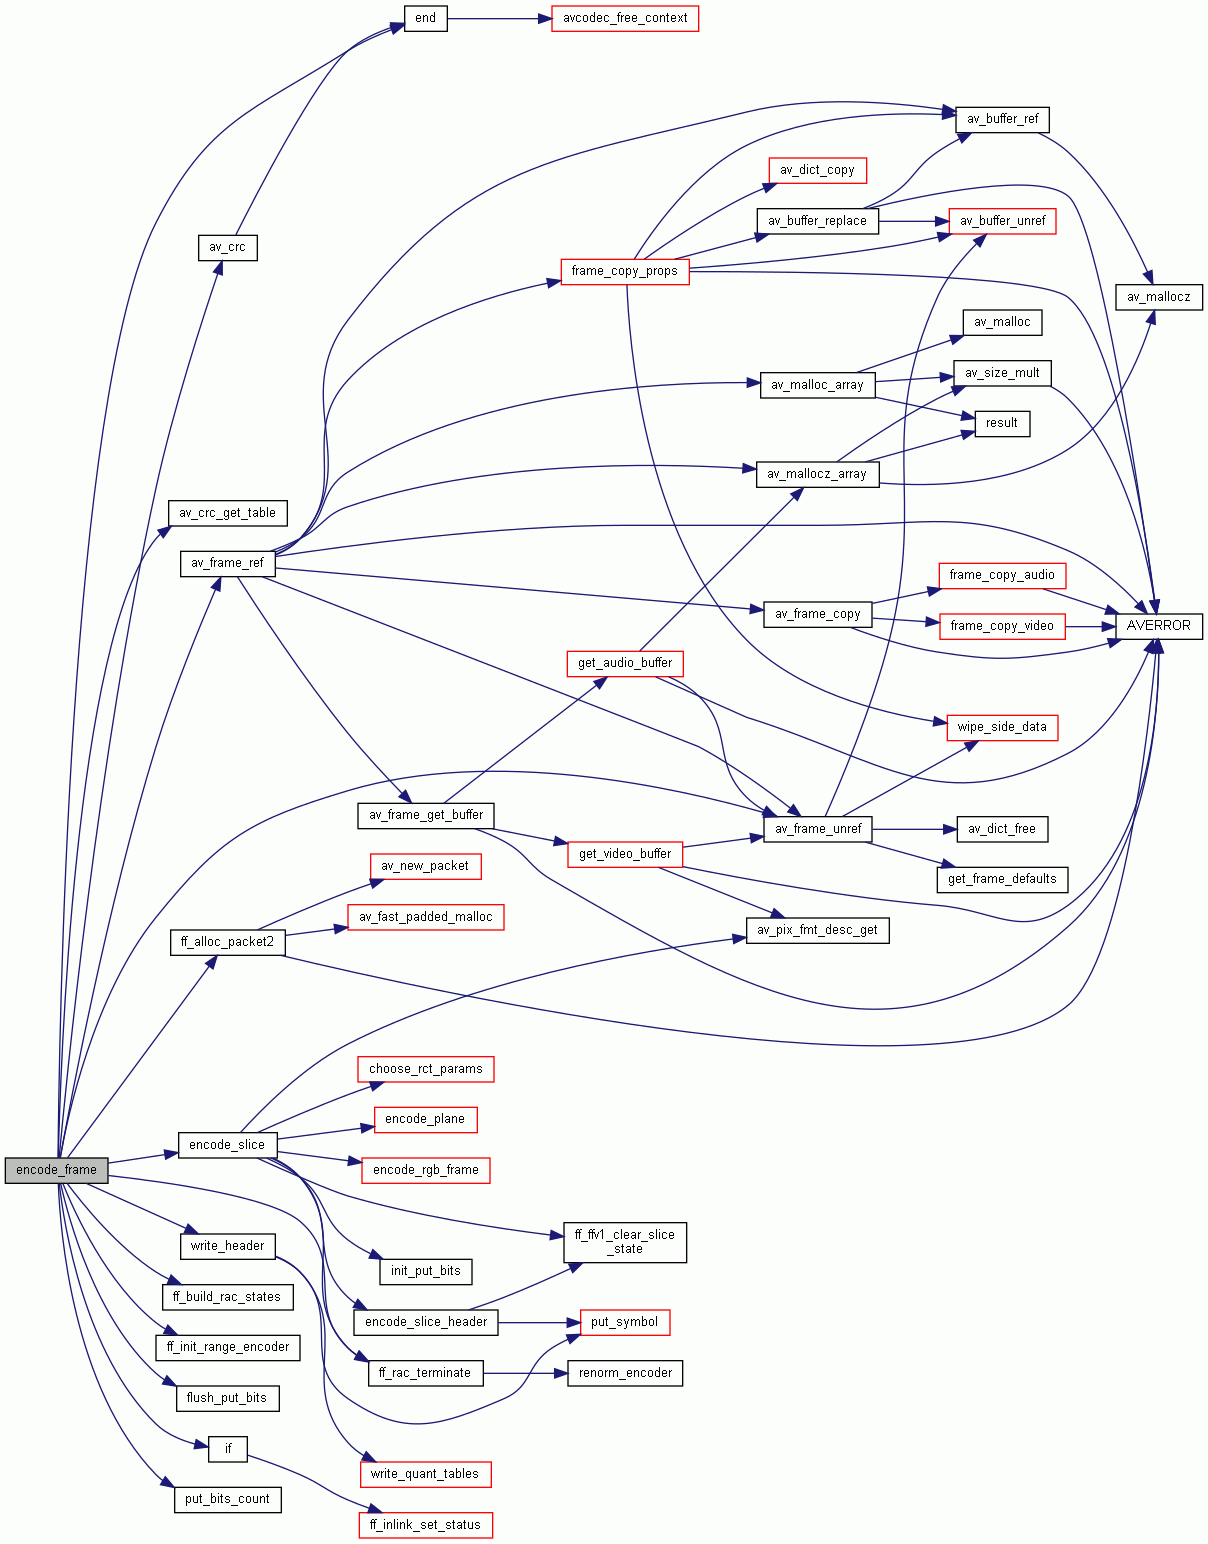 end
avcodec_free_context
av_buffer_ref
av_dict_copy
av_buffer_replace
av_buffer_unref
av_crc
frame_copy_props
av_mallocz
av_malloc
av_size_mult
av_malloc_array
result
av_mallocz_array
av_crc_get_table
av_frame_ref
frame_copy_audio
av_frame_copy
frame_copy_video
AVERROR
get_audio_buffer
wipe_side_data
av_frame_get_buffer
av_frame_unref
av_dict_free
get_video_buffer
av_new_packet
get_frame_defaults
av_fast_padded_malloc
av_pix_fmt_desc_get
ff_alloc_packet2
choose_rct_params
encode_plane
encode_slice
encode_frame
encode_rgb_frame
ff_ffv1_clear_slice
_state
write_header
init_put_bits
ff_build_rac_states
encode_slice_header
put_symbol
ff_init_range_encoder
ff_rac_terminate
renorm_encoder
flush_put_bits
if
write_quant_tables
put_bits_count
ff_inlink_set_status